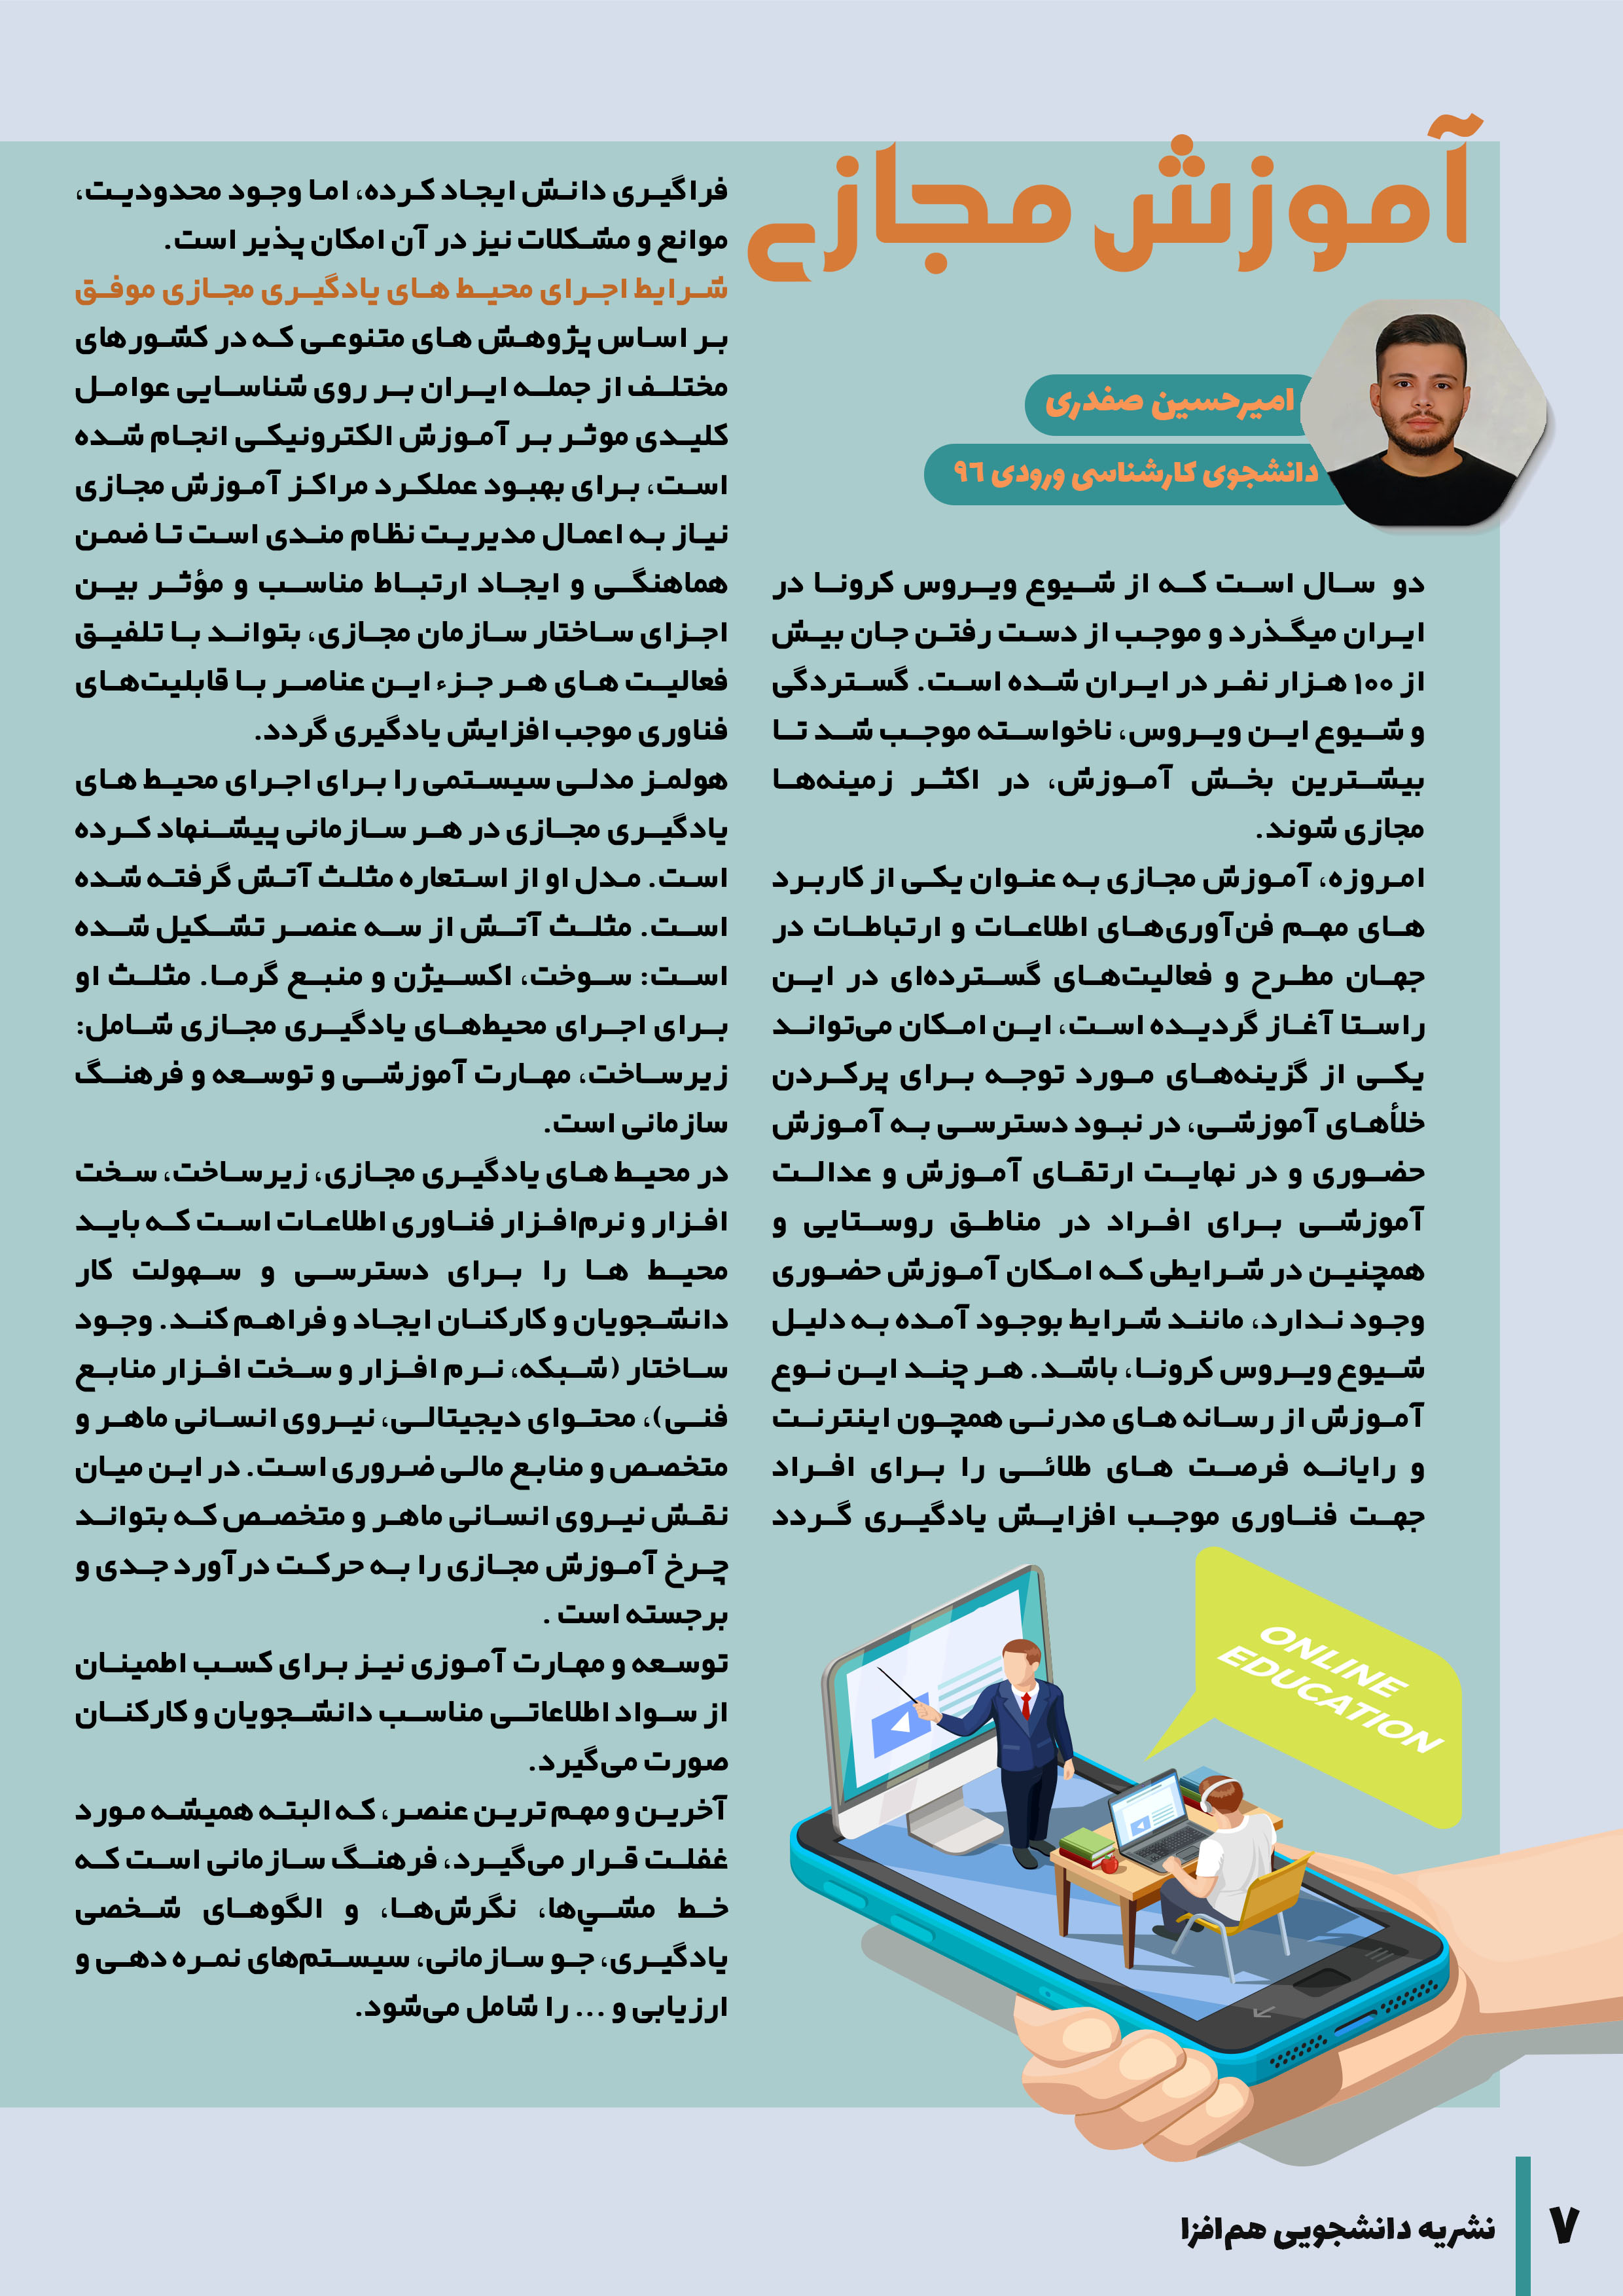 آموزش مجازی
امیرحسین صفدری
دانشجوی کارشناسی ورودی ۹۶
دو سال است که از شیوع ویروس کرونا در
ایران میگذرد و موجب از دست رفتن جان بیش
از ۱۰۰ هزار نفر در ایران شده است. گستردگی
و شیوع این ویروس، ناخواسته موجب شد تا
بیشترین بخش آموزش، در اکثر زمینه‌ها
مجازی شوند.
امروزه، آموزش مجازی به عنوان یکی از کاربرد
های مهم فن‌آوری‌های اطلاعات و ارتباطات در
جهان مطرح و فعالیت‌های گسترده‌ای در این
راستا آغاز گردیده است، این امکان می‌تواند
یکی از گزینه‌های مورد توجه برای پرکردن
خلأهای آموزشی، در نبود دسترسی به آموزش
حضوری و در نهایت ارتقای آموزش و عدالت
آموزشی برای افراد در مناطق روستایی و
همچنین در شرایطی که امکان آموزش حضوری
وجود ندارد، مانند شرایط بوجود آمده به دلیل
شیوع ویروس کرونا، باشد. هر چند این نوع
آموزش از رسانه های مدرنی همچون اینترنت
و رایانه فرصت های طلائی را برای افراد
جهت فناوری موجب افزایش یادگیری گردد
فراگیری دانش ایجاد کرده، اما وجود محدودیت،
موانع و مشکلات نیز در آن امکان پذیر است.
شرایط اجرای محیط های یادگیری مجازی موفق
بر اساس پژوهش های متنوعی که در کشورهای
مختلف از جمله ایران بر روی شناسایی عوامل
کلیدی موثر بر آموزش الکترونیکی انجام شده
است، برای بهبود عملکرد مراکز آموزش مجازی
نیاز به اعمال مدیریت نظام مندی است تا ضمن
هماهنگی و ایجاد ارتباط مناسب و مؤثر بین
اجزای ساختار سازمان مجازی، بتواند با تلفیق
فعالیت های هر جزء این عناصر با قابلیت‌های
فناوری موجب افزایش یادگیری گردد.
هولمز مدلی سیستمی را برای اجرای محیط های
یادگیری مجازی در هر سازمانی پیشنهاد کرده
است. مدل او از استعاره مثلث آتش گرفته شده
است. مثلث آتش از سه عنصر تشکیل شده
است: سوخت، اکسیژن و منبع گرما. مثلث او
برای اجرای محیط‌های یادگیری مجازی شامل:
زیرساخت، مهارت آموزشی و توسعه و فرهنگ
سازمانی است.
در محیط های یادگیری مجازی، زیرساخت، سخت
افزار و نرم‌افزار فناوری اطلاعات است که باید
محیط ها را برای دسترسی و سهولت کار
دانشجویان و کارکنان ایجاد و فراهم کند. وجود
ساختار (شبکه، نرم افزار و سخت افزار منابع
فنی)، محتوای دیجیتالی، نیروی انسانی ماهر و
متخصص و منابع مالی ضروری است. در این میان
نقش نیروی انسانی ماهر و متخصص که بتواند
چرخ آموزش مجازی را به حرکت درآورد جدی و
برجسته است .
توسعه و مهارت آموزی نیز برای کسب اطمینان
از سواد اطلاعاتی مناسب دانشجویان و کارکنان
صورت می‌گیرد.
آخرین و مهم ترین عنصر، که البته همیشه مورد
غفلت قرار می‌گیرد، فرهنگ سازمانی است که
خط مشي‌ها، نگرش‌ها، و الگوهای شخصی
یادگیری، جو سازمانی، سیستم‌های نمره دهی و
ارزیابی و ... را شامل می‌شود.
ONLINE
EDUCATION
نشریه دانشجویی هم‌افزا
۷